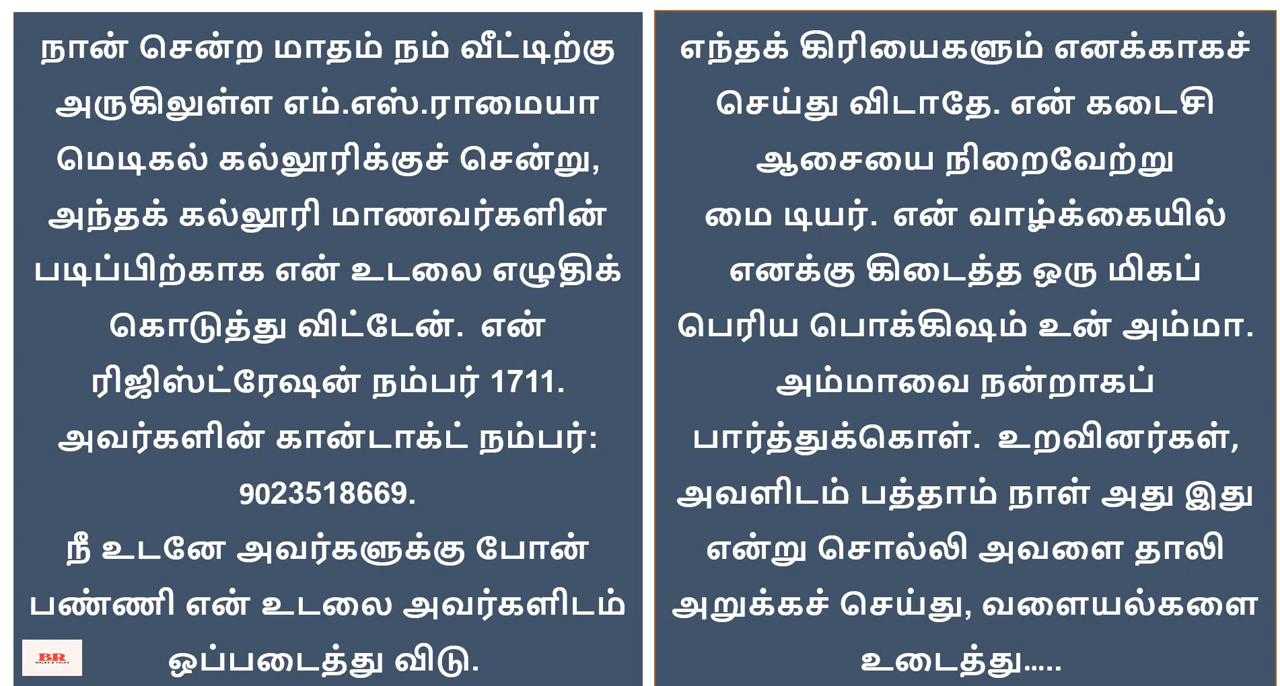 நான் சென்ற மாதம் நம் வீட்டிற்கு
அருகிலுள்ள எம்.எஸ்.ராமையா
மெடிகல் கல்லூரிக்குச் சென்று,
அந்தக் கல்லூரி மாணவர்களின்
படிப்பிற்காக என் உடலை எழுதிக்
கொடுத்து விட்டேன். என்
ரிஜிஸ்ட்ரேஷன் நம்பர் 1711.
அவர்களின் கான்டாக்ட் நம்பர்:
9023518669.
நீ உடனே அவர்களுக்கு போன்
பண்ணி என் உடலை அவர்களிடம்
ஒப்படைத்து விடு.
BR
WALKS & TALKS
எந்தக் கிரியைகளும் எனக்காகச்
செய்து விடாதே. என் கடைசி
ஆசையை நிறைவேற்று
மை டியர். என் வாழ்க்கையில்
எனக்கு கிடைத்த ஒரு மிகப்
பெரிய பொக்கிஷம் உன் அம்மா.
அம்மாவை நன்றாகப்
பார்த்துக்கொள். உறவினர்கள்,
அவளிடம் பத்தாம் நாள் அது இது
என்று சொல்லி அவளை தாலி
அறுக்கச் செய்து, வளையல்களை
உடைத்து.....